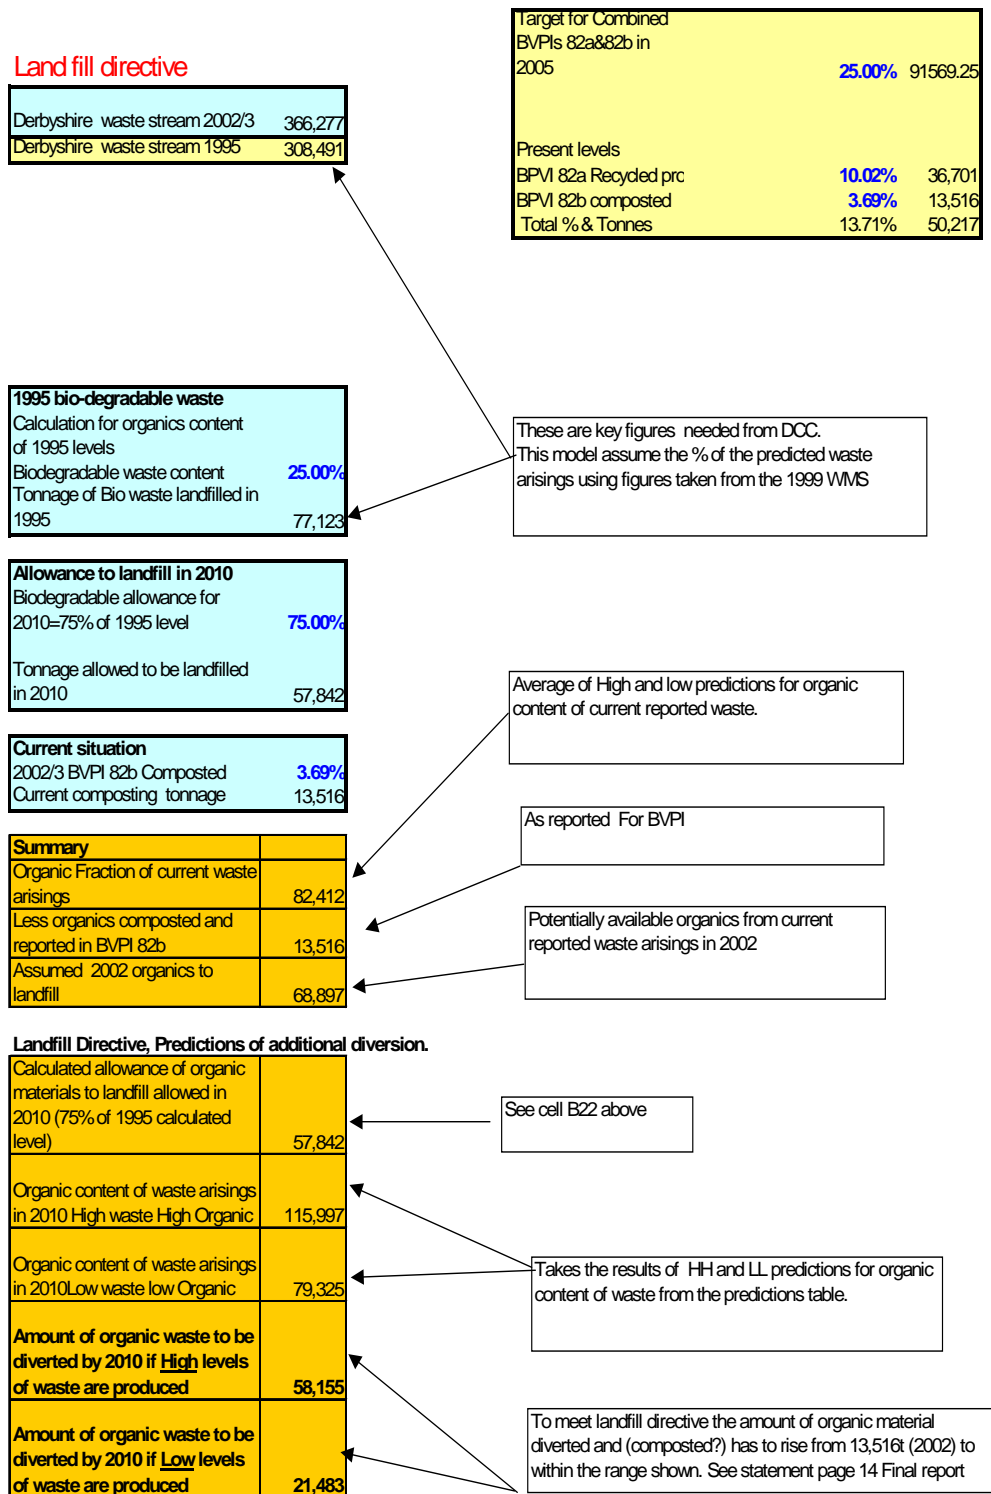 Target for Combined
BVPIs 82a&82b in
2005 25.00% 91569.25
Land fill directive
Derbyshire waste stream 2002/3 366,277
Derbyshire waste stream 1995 308,491
Present levels
BPVI 82a Recycled pro 10.02% 36,701
BPVI 82b composted 3.69% 13,516
Total % & Tonnes 13.71% 50,217
1995 bio-degradable waste
Calculation for organics content
of 1995 levels
Biodegradable waste content 25.00%
Tonnage of Bio waste landfilled in
1995 77,123
These are key figures needed from DCC.
This model assume the % of the predicted waste
arisings using figures taken from the 1999 WMS
Allowance to landfill in 2010
Biodegradable allowance for
2010=75% of 1995 level 75.00%
Tonnage allowed to be landfilled
in 2010 57,842
Average of High and low predictions for organic
content of current reported waste.
Current situation
2002/3 BVPI 82b Composted 3.69%
Current composting tonnage 13,516
As reported For BVPI
Summary
Organic Fraction of current waste
arisings 82,412
Less organics composted and
reported in BVPI 82b 13,516
Assumed 2002 organics to
landfill 68,897
Potentially available organics from current
reported waste arisings in 2002
Landfill Directive, Predictions of additional diversion.
Calculated allowance of organic
materials to landfill allowed in
2010 (75% of 1995 calculated
level) 57,842
See cell B22 above
Organic content of waste arisings
in 2010 High waste High Organic 115,997
Organic content of waste arisings
in 2010Low waste low Organic 79,325
Takes the results of HH and LL predictions for organic
content of waste from the predictions table.
Amount of organic waste to be
diverted by 2010 if High levels
of waste are produced 58,155
Amount of organic waste to be
diverted by 2010 if Low levels
of waste are produced 21,483
To meet landfill directive the amount of organic material
diverted and (composted?) has to rise from 13,516t (2002) to
within the range shown. See statement page 14 Final report